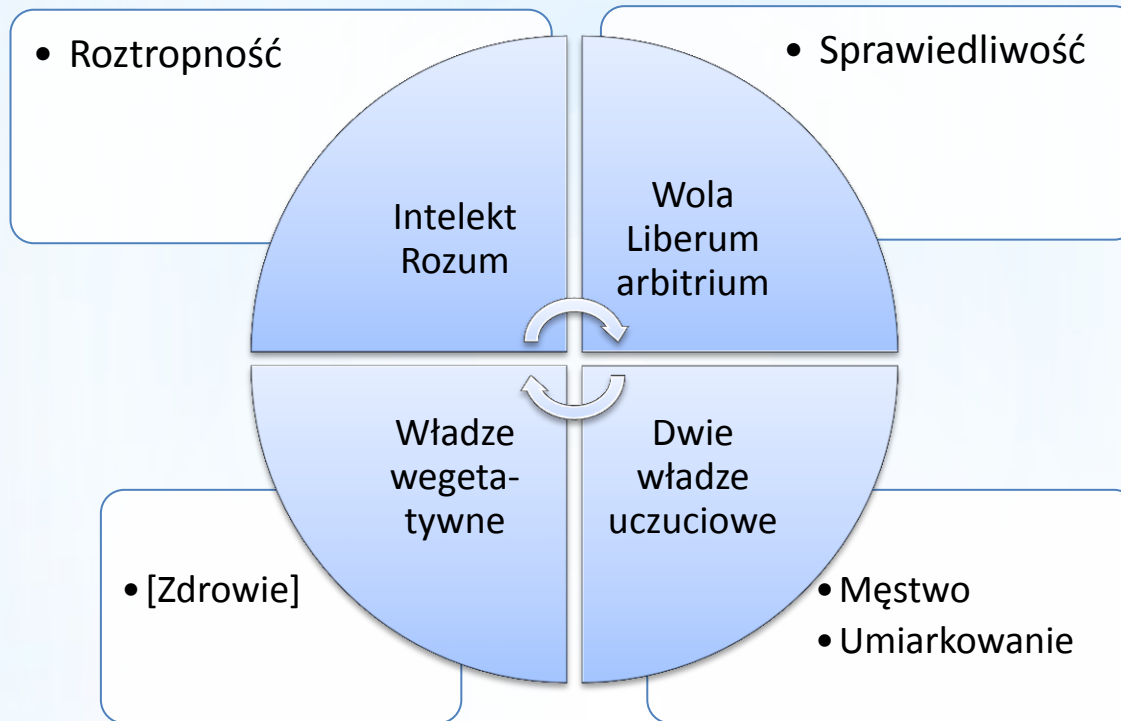 • Roztropność
• Sprawiedliwość
Intelekt
Rozum
Wola
Liberum
arbitrium
Władze
wegeta-
tywne
Dwie
władze
uczuciowe
• [Zdrowie]
• Męstwo
• Umiarkowanie